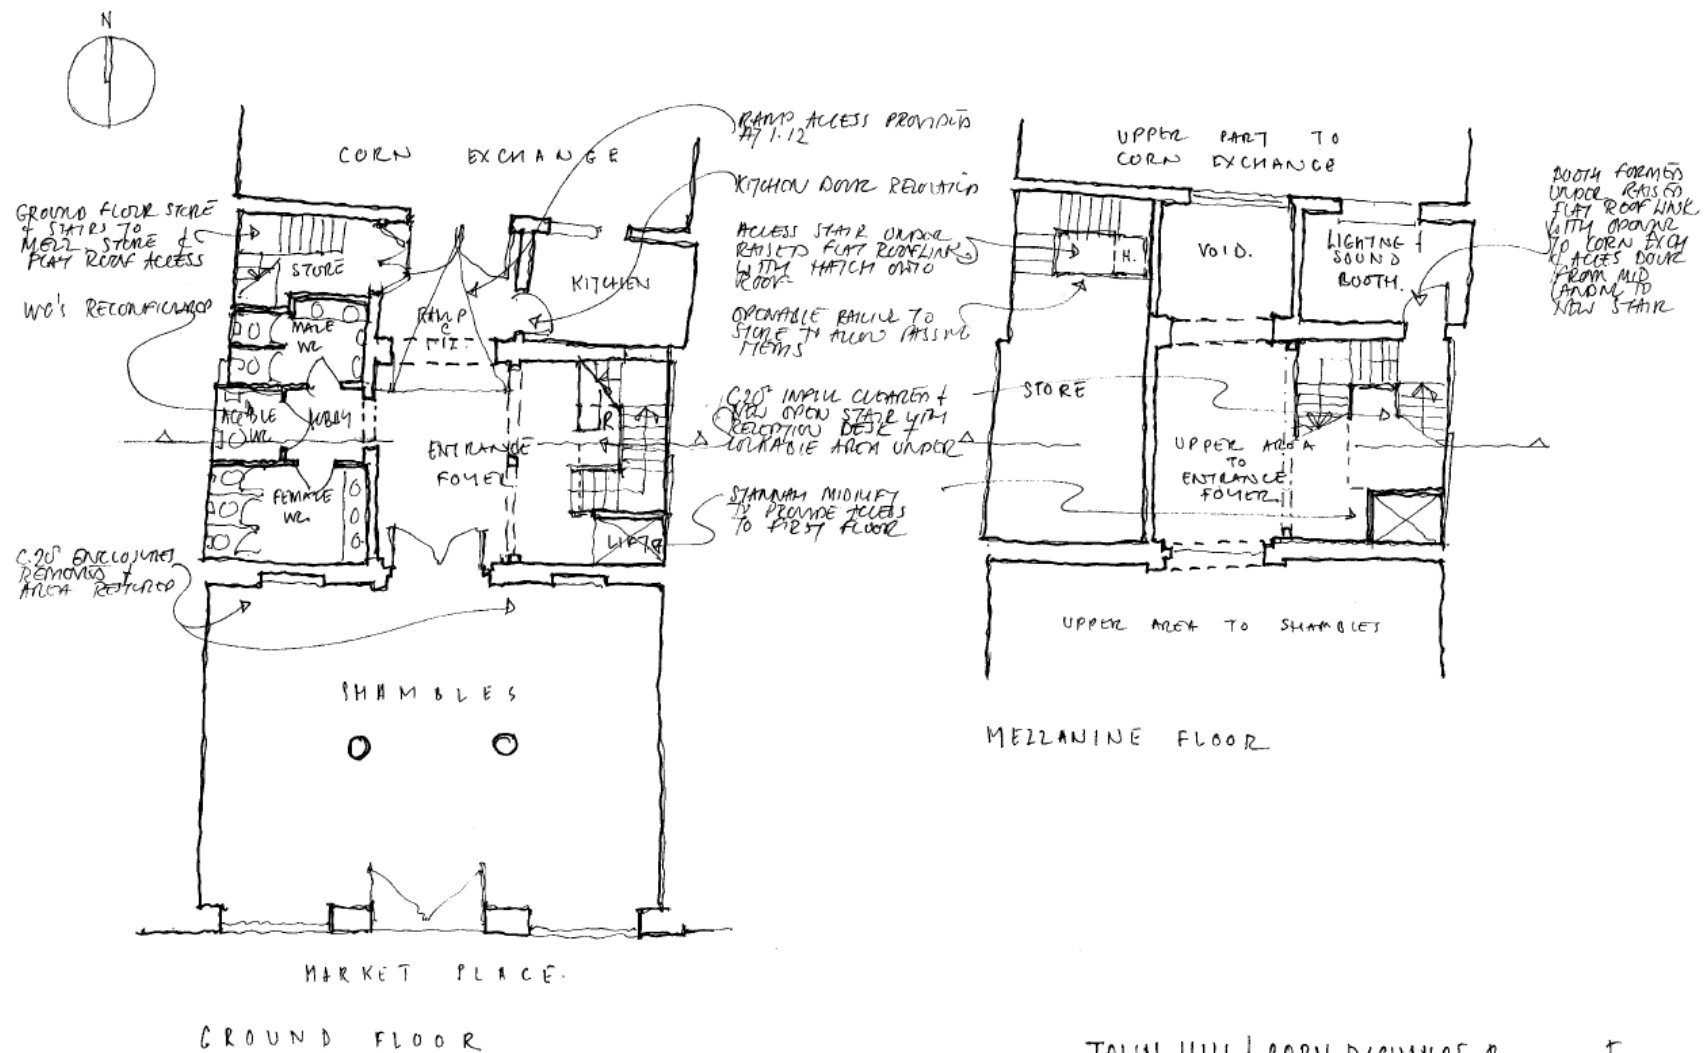 N
CORN EXCHANGE
GROUND FLOOR STORE
& STAIRS TO
MEZZ. STORE &
FLAT ROOF ACCESS
WC'S RECONFIGURED
C.20th ENCLOSURES
REMOVED &
AREA RESTORED
STORE
MALE
WC.
LOBBY
WC
FEMALE
WC.
RAMP
1:12.
KITCHEN
ENTRANCE
FOYER
R
LIFT
SHAMBLES
MARKET PLACE.
GROUND FLOOR
RAMP ACCESS PROVIDED
AT 1:12
KITCHEN DOOR RELOCATED
ACCESS STAIR UNDER
RAISED FLAT ROOF LINK
WITH HATCH ONTO
ROOF
OPENABLE RAILING TO
STORE TO ALLOW PASSING
ITEMS
C20th INFILL CLEARED &
NEW OPEN STAIR WITH
RECEPTION DESK &
LOCKABLE AREA UNDER
STANNAH MIDILIFT
TO PROVIDE ACCESS
TO FIRST FLOOR
UPPER PART TO
CORN EXCHANGE
H.
VOID.
LIGHTING &
SOUND
BOOTH.
STORE
UPPER AREA
TO
ENTRANCE
FOYER.
UPPER AREA TO SHAMBLES
MEZZANINE FLOOR
BOOTH FORMED
UNDER RAISED
FLAT ROOF LINK
WITH OPENING
TO CORN EXCH
& ACCESS DOOR
FROM MID
LANDING TO
NEW STAIR